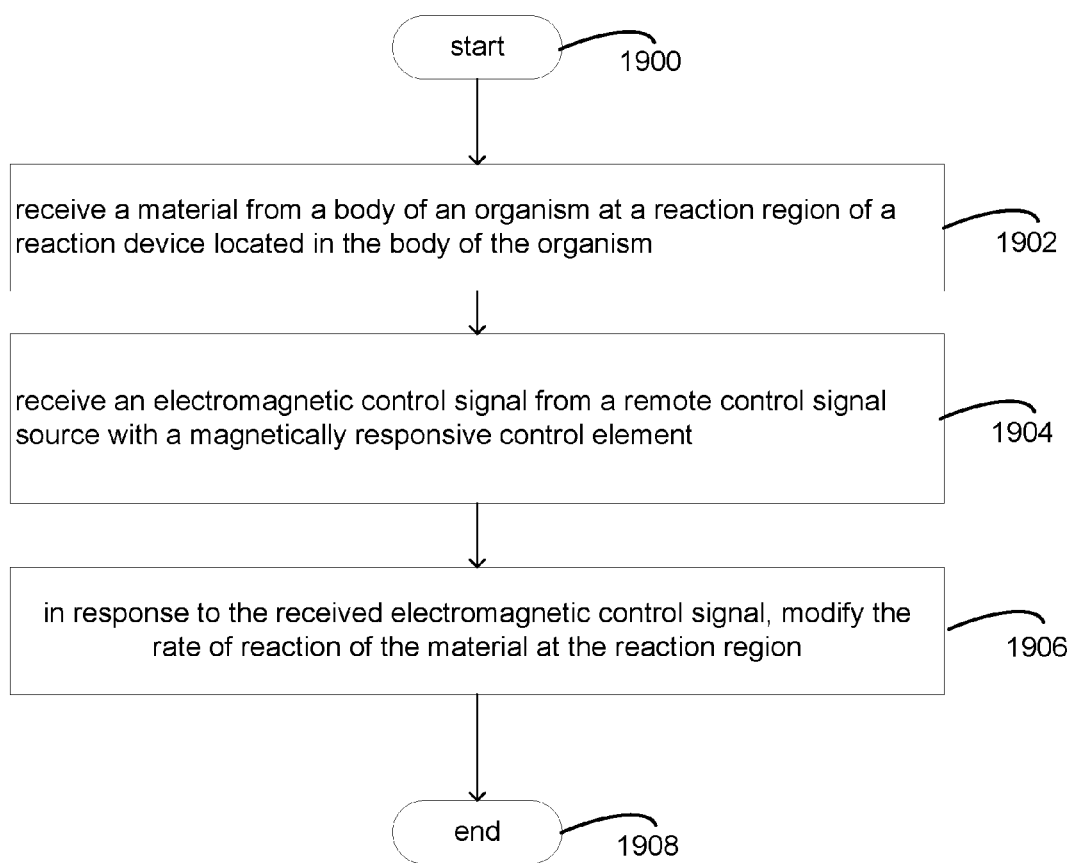 start
1900
receive a material from a body of an organism at a reaction region of a
reaction device located in the body of the organism
1902
receive an electromagnetic control signal from a remote control signal
source with a magnetically responsive control element
1904
in response to the received electromagnetic control signal, modify the
rate of reaction of the material at the reaction region
1906
end
1908